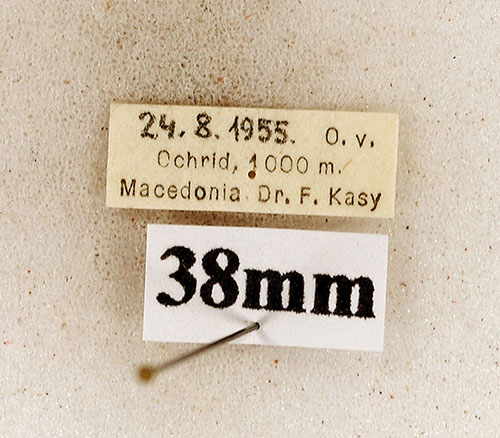 24. 8. 1955. O. v.
Ochrid, 1000 m.
Macedonia Dr. F. Kasy
38mm